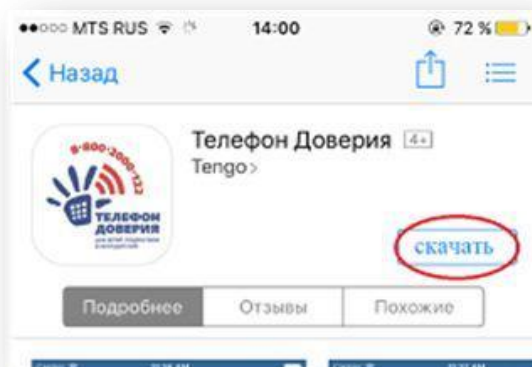 MTS RUS 14:00 72 %
Назад
8-800-2000-122
ТЕЛЕФОН
ДОВЕРИЯ
Телефон Доверия 4+
Tengo >
скачать
Подробнее Отзывы Похожие